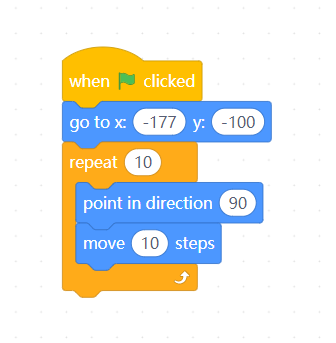 when clicked
go to x: -177 y: -100
repeat 10
point in direction 90
move 10 steps